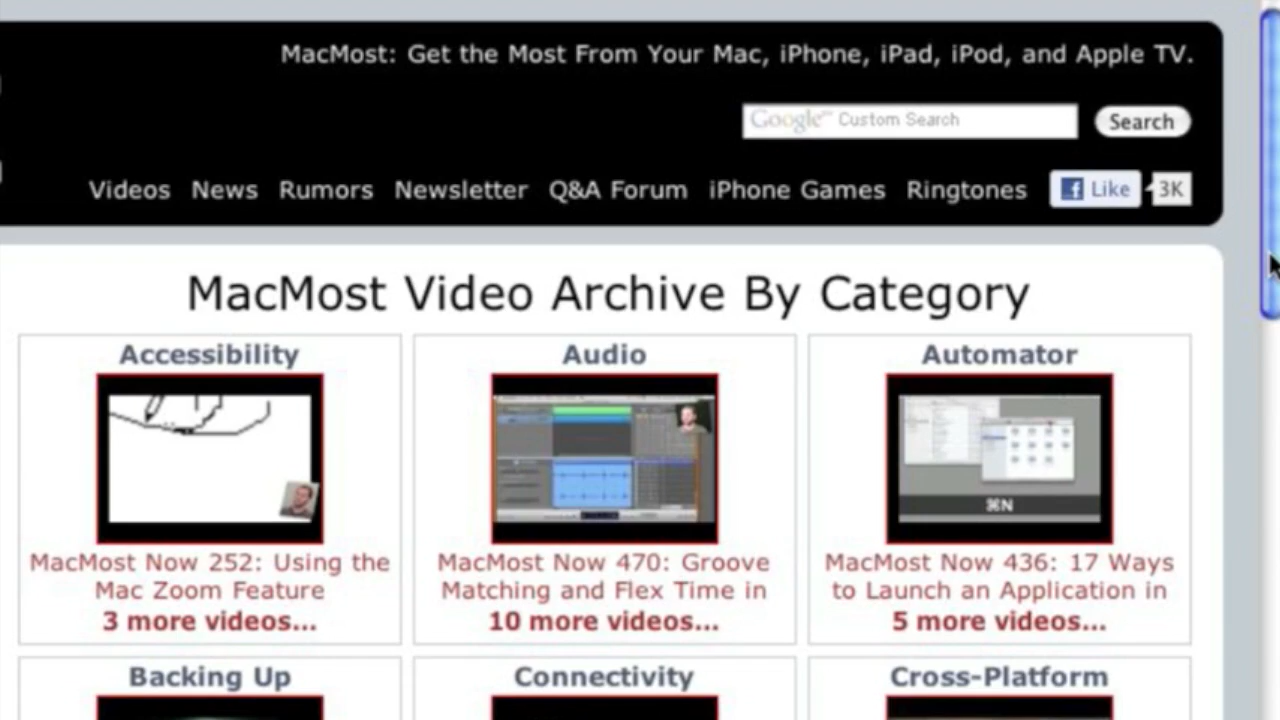 MacMost: Get the Most From Your Mac, iPhone, iPad, iPod, and Apple TV.
Google™ Custom Search
Search
Videos News Rumors Newsletter Q&A Forum iPhone Games Ringtones Like 3K
MacMost Video Archive By Category
Accessibility
⌘N
MacMost Now 252: Using the
Mac Zoom Feature
3 more videos...
Audio
MacMost Now 470: Groove
Matching and Flex Time in
10 more videos...
Automator
MacMost Now 436: 17 Ways
to Launch an Application in
5 more videos...
Backing Up
Connectivity
Cross-Platform